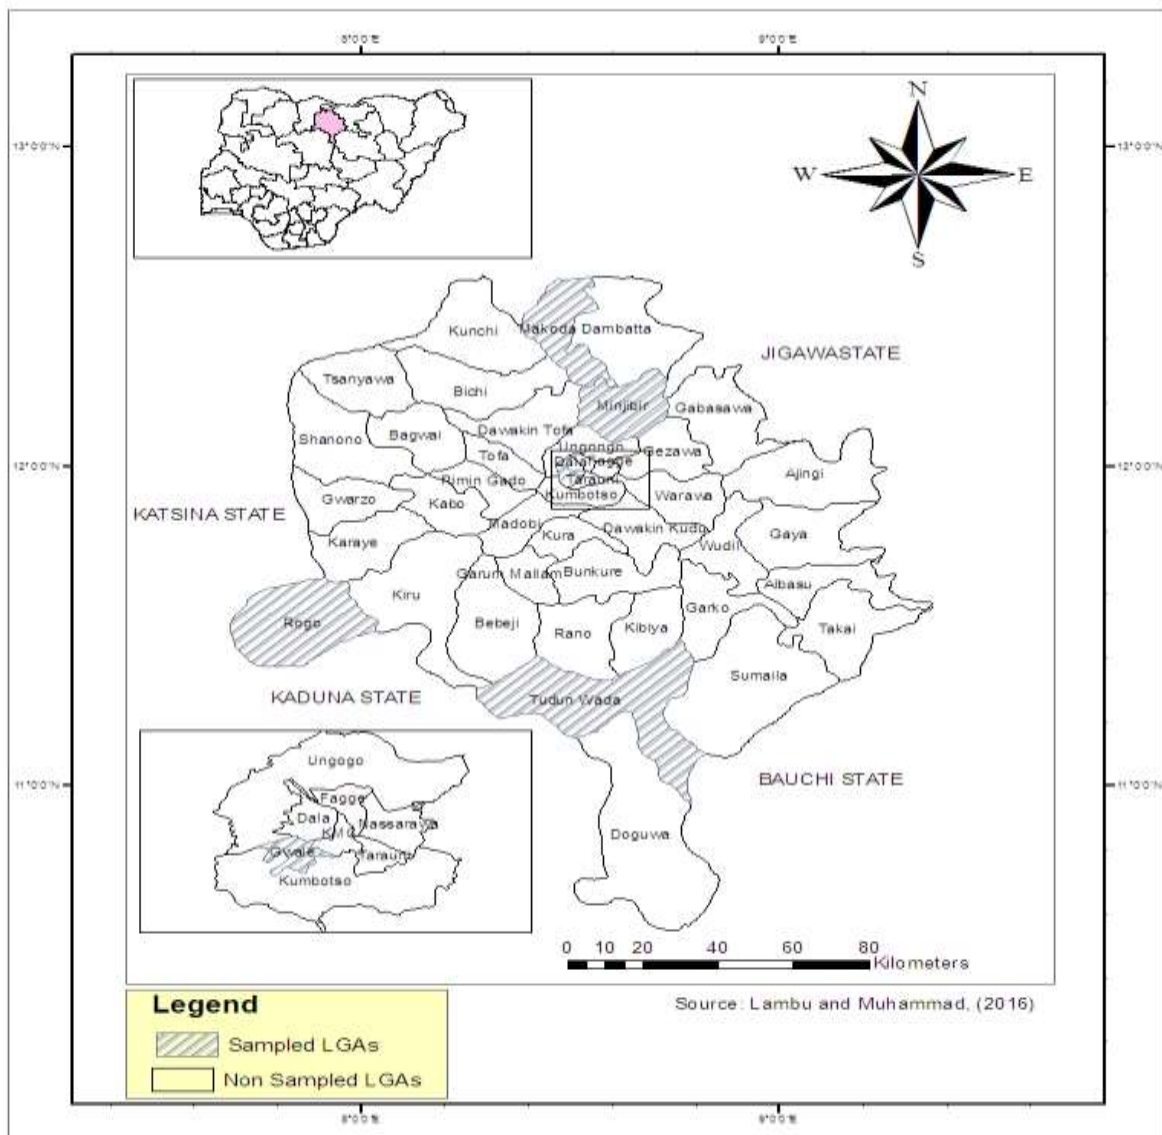 8°0'0"E 9°0'0"E
13°0'0"N 13°0'0"N
N
W E
S
Kunchi
Makoda Dambatta
JIGAWASTATE
Tsanyawa
Bichi
Minjibir
Gabasawa
Dawakin Tofa
Shanono
Bagwai
Ungongo
Gezawa
Tofa
12°0'0"N 12°0'0"N
Ajingi
Rimin Gado
Tarauni
Gwarzo
Kabo
Kumbotso
Warawa
KATSINA STATE
Madobi
Dawakin Kudu
Kura
Gaya
Karaye
Wudil
Garum Mallam
Bunkure
Albasu
Kiru
Garko
Rogo
Bebeji
Rano
Kibiya
Takai
Sumaila
KADUNA STATE
Tudun Wada
Ungogo
BAUCHI STATE
11°0'0"N 11°0'0"N
Fagge
Dala
Nassarawa
KMC
Doguwa
Gwale
Tarauni
Kumbotso
0 10 20 40 60 80
Kilometers
Legend
Source: Lambu and Muhammad, (2016)
Sampled LGAs
Non Sampled LGAs
8°0'0"E 9°0'0"E